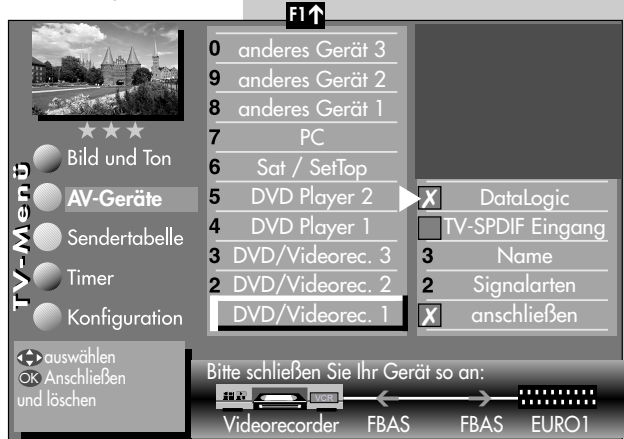 F1↑
0 anderes Gerät 3
9 anderes Gerät 2
8 anderes Gerät 1
7 PC
6 Sat / SetTop
5 DVD Player 2
4 DVD Player 1
3 DVD/Videorec. 3
2 DVD/Videorec. 2
DVD/Videorec. 1
TV-Menü
Bild und Ton
AV-Geräte
Sendertabelle
Timer
Konfiguration
X DataLogic
TV-SPDIF Eingang
3 Name
2 Signalarten
X anschließen
auswählen
OK Anschließen
und löschen
Bitte schließen Sie Ihr Gerät so an:
VCR
Videorecorder FBAS FBAS EURO1